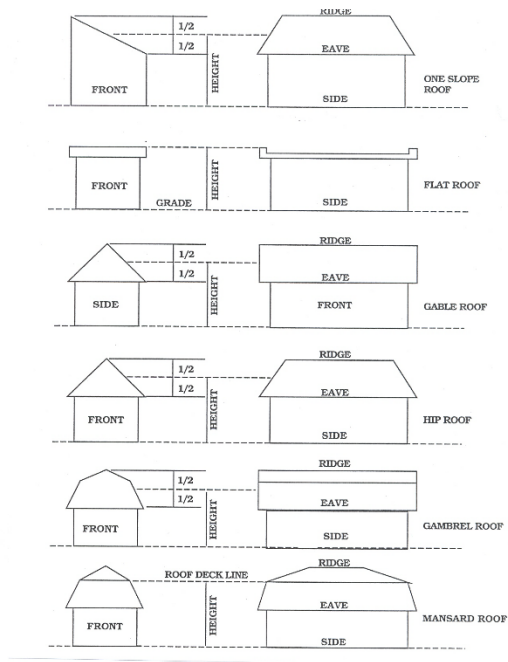 RIDGE
1/2
1/2
HEIGHT
EAVE
FRONT
SIDE
ONE SLOPE
ROOF
FRONT
GRADE
HEIGHT
SIDE
FLAT ROOF
RIDGE
1/2
1/2
HEIGHT
EAVE
SIDE
FRONT
GABLE ROOF
RIDGE
1/2
1/2
HEIGHT
EAVE
FRONT
SIDE
HIP ROOF
RIDGE
1/2
1/2
HEIGHT
EAVE
FRONT
SIDE
GAMBREL ROOF
RIDGE
ROOF DECK LINE
HEIGHT
EAVE
FRONT
SIDE
MANSARD ROOF